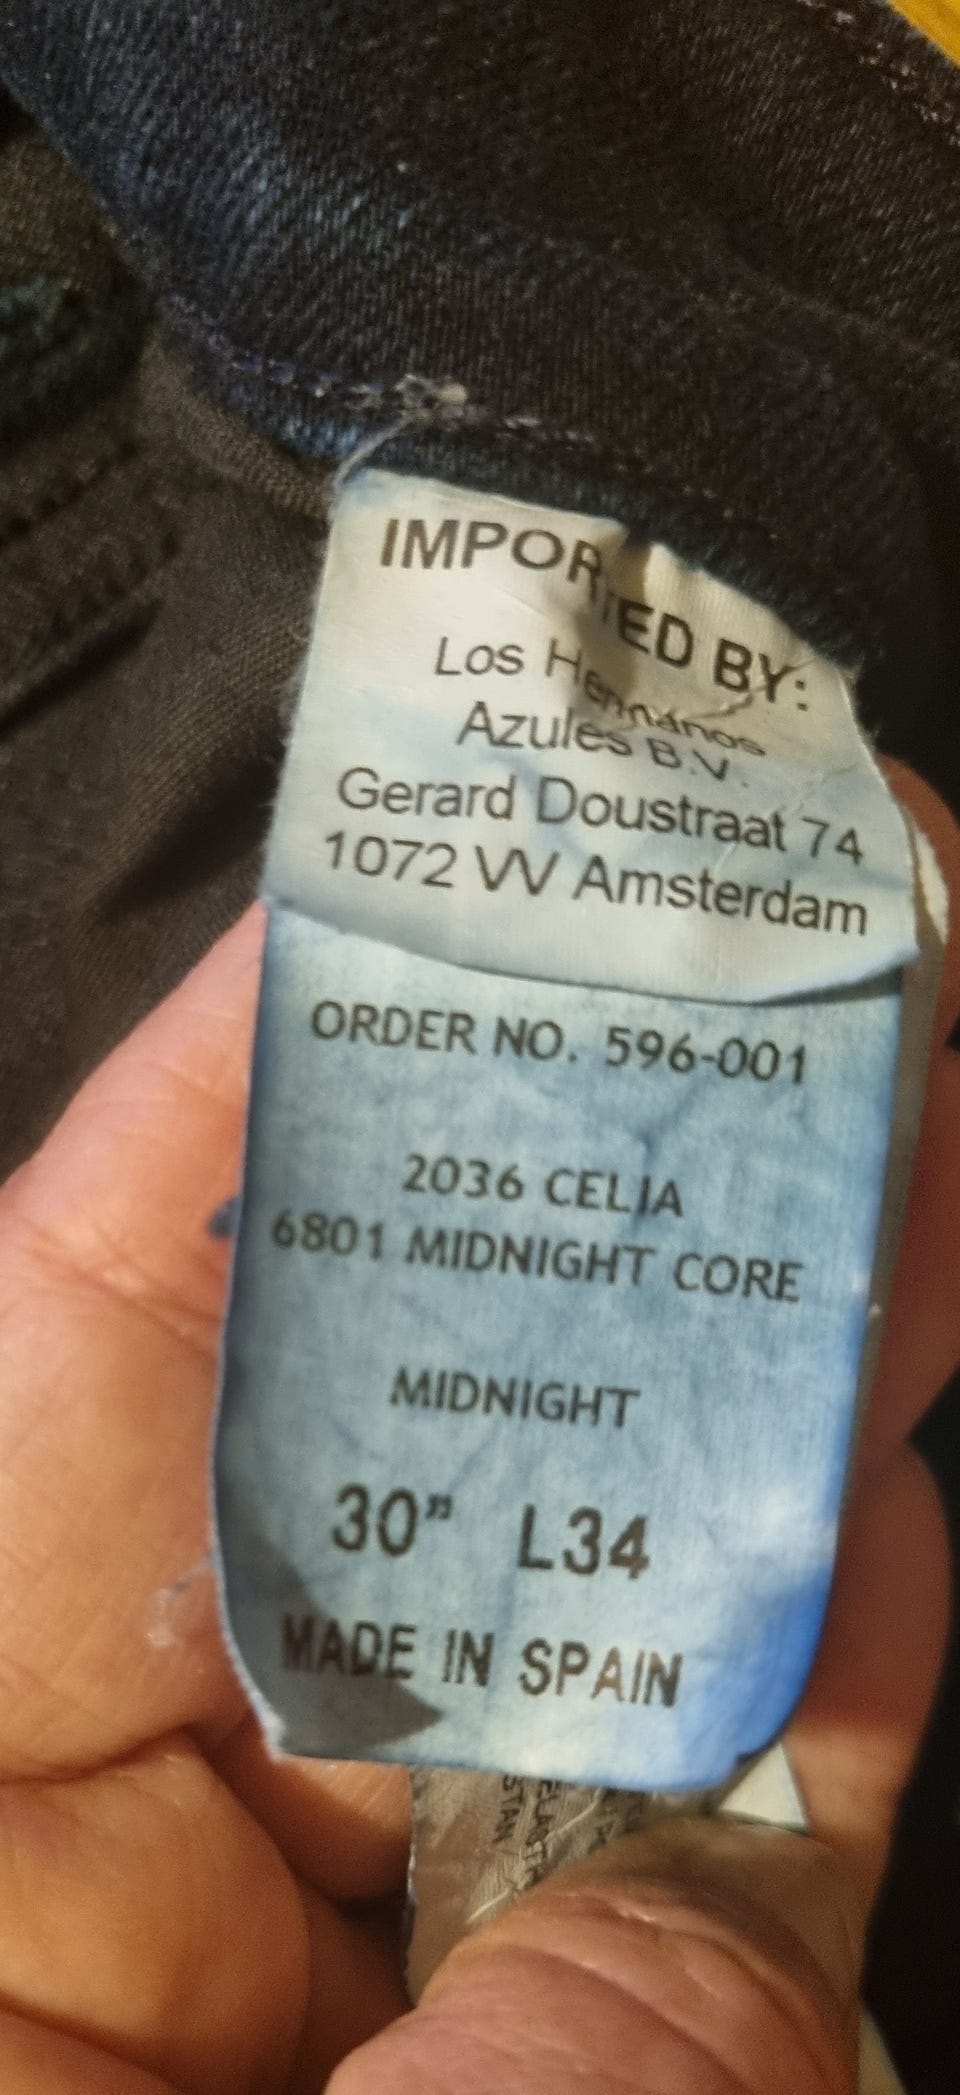 IMPORTED BY:
Los Hermanos
Azules B.V.
Gerard Doustraat 74
1072 VV Amsterdam
ORDER NO. 596-001
2036 CELIA
6801 MIDNIGHT CORE
MIDNIGHT
30” L34
MADE IN SPAIN